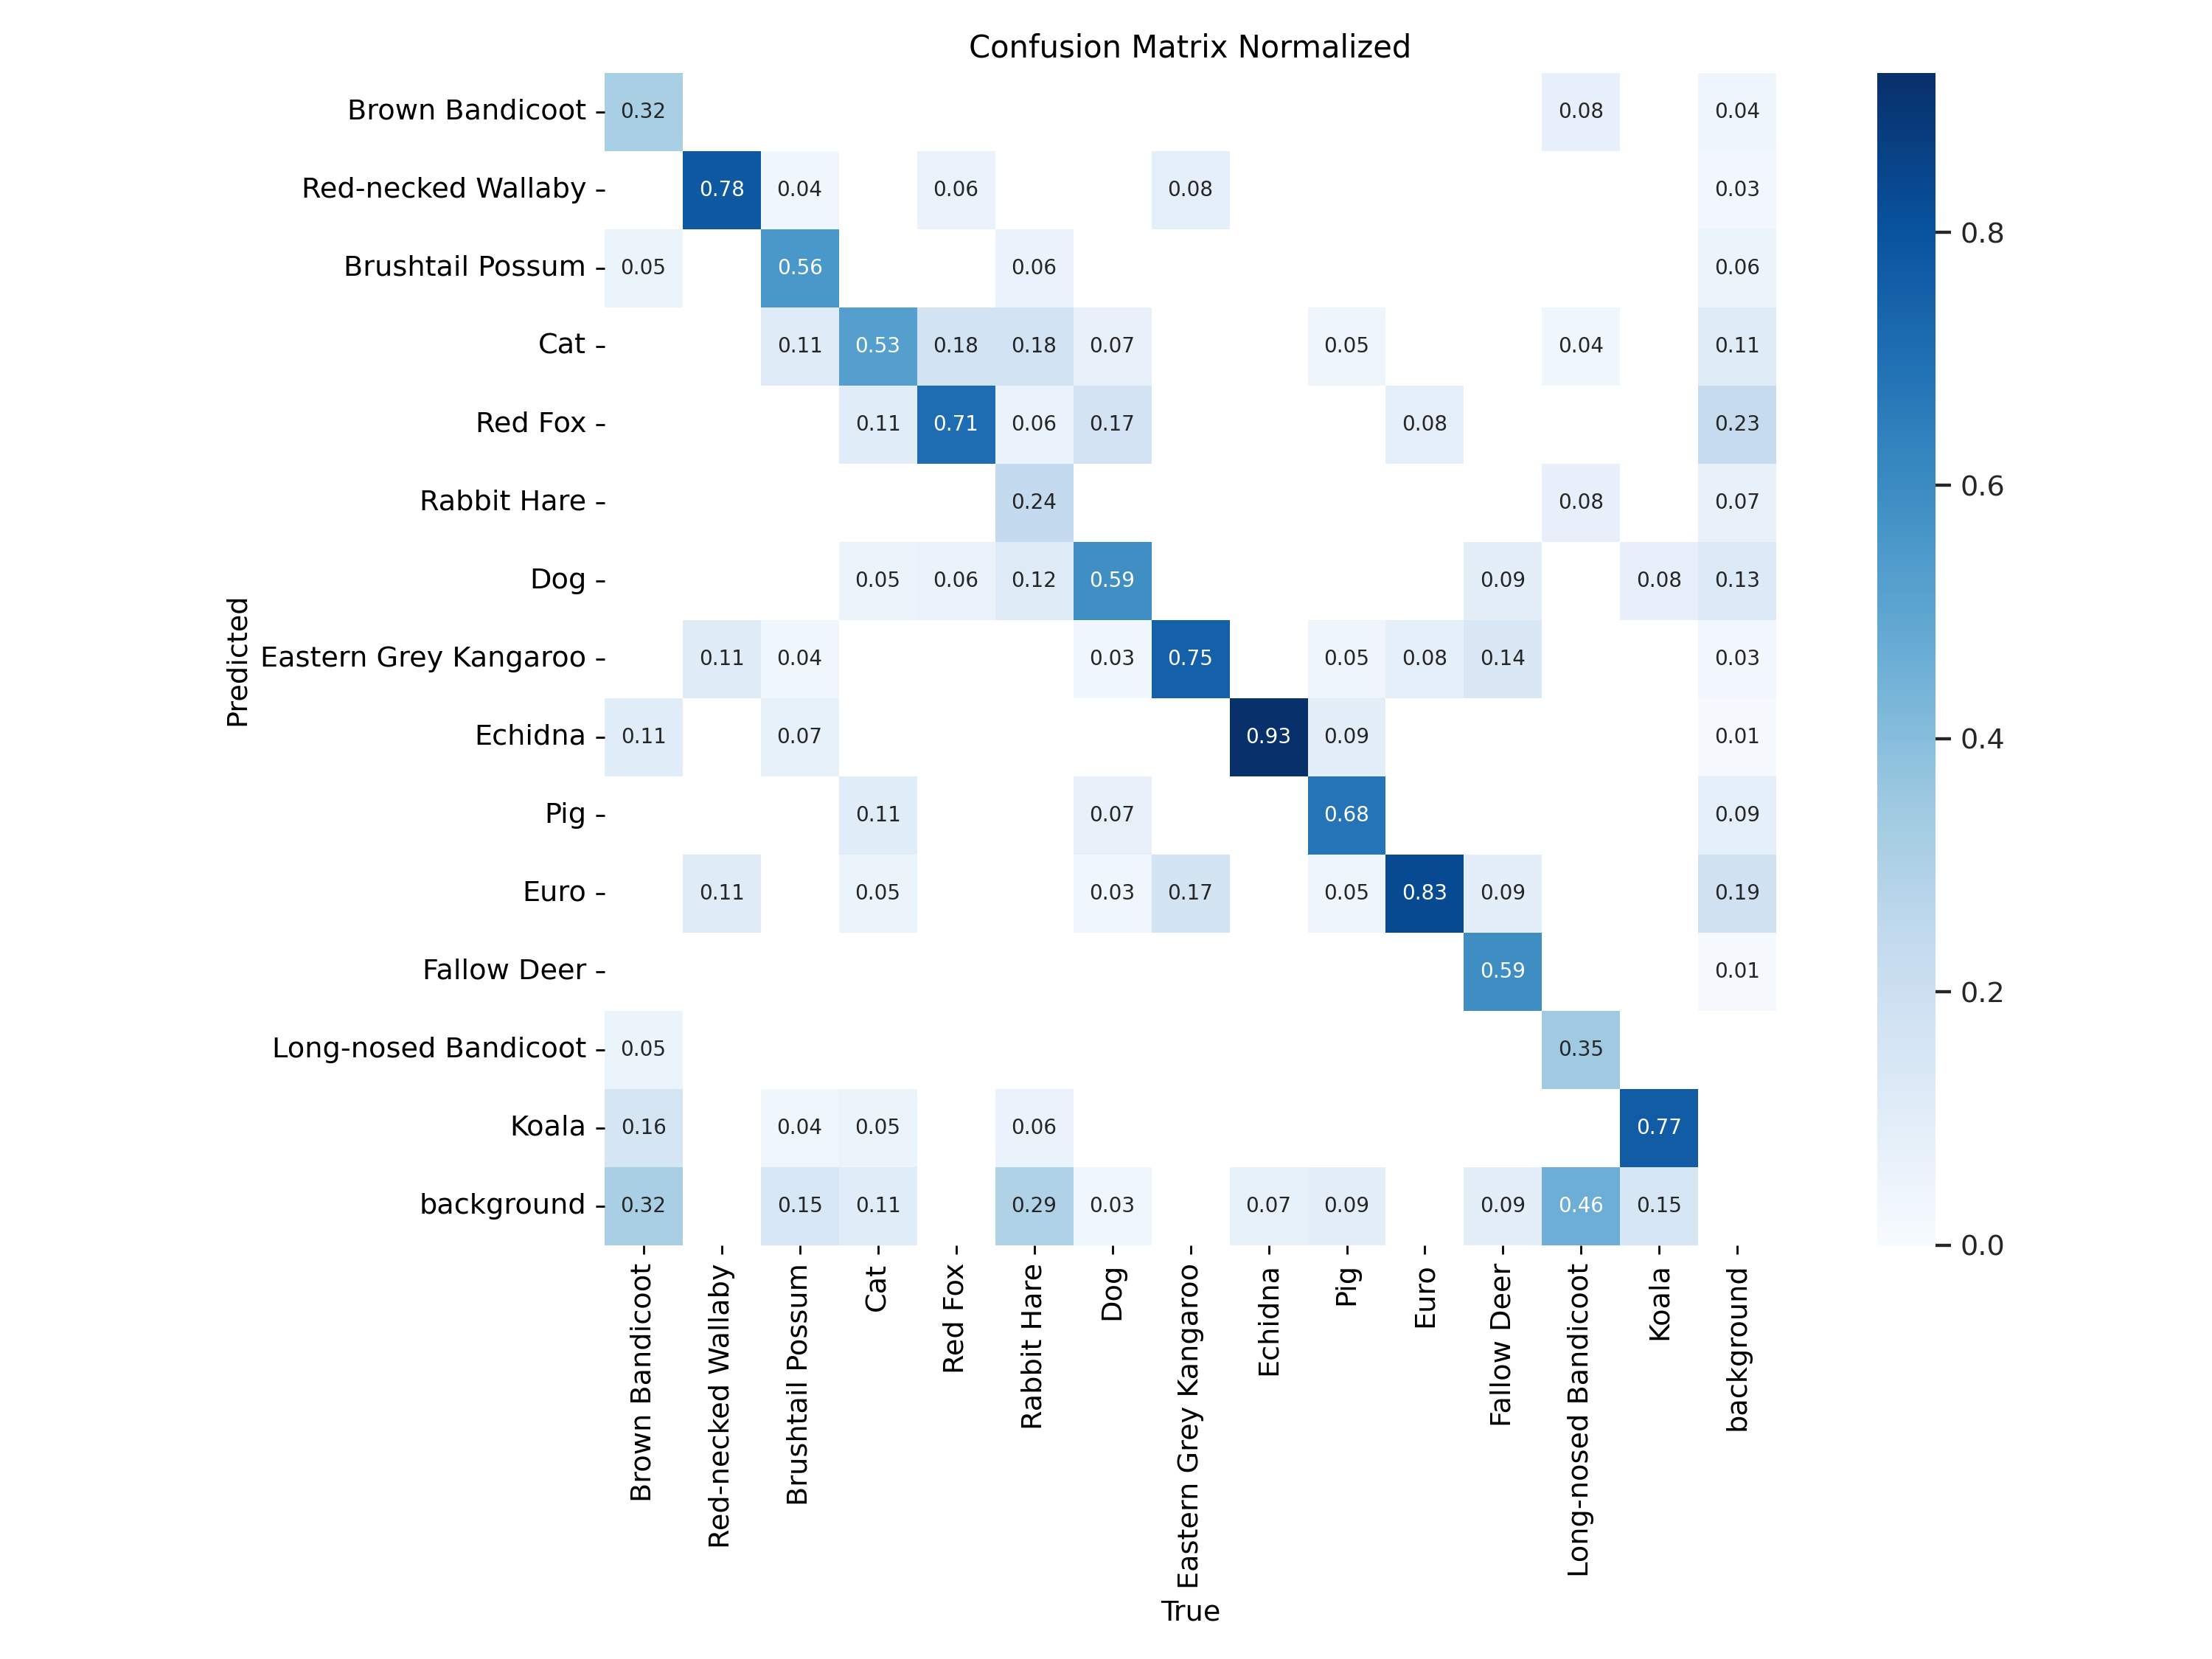 Confusion Matrix Normalized
Brown Bandicoot 0.32 0.08 0.04
Red-necked Wallaby 0.78 0.04 0.06 0.08 0.03
Brushtail Possum 0.05 0.56 0.06 0.06
Cat 0.11 0.53 0.18 0.18 0.07 0.05 0.04 0.11
Red Fox 0.11 0.71 0.06 0.17 0.08 0.23
Rabbit Hare 0.24 0.08 0.07
Dog 0.05 0.06 0.12 0.59 0.09 0.08 0.13
Eastern Grey Kangaroo 0.11 0.04 0.03 0.75 0.05 0.08 0.14 0.03
Echidna 0.11 0.07 0.93 0.09 0.01
Pig 0.11 0.07 0.68 0.09
Euro 0.11 0.05 0.03 0.17 0.05 0.83 0.09 0.19
Fallow Deer 0.59 0.01
Long-nosed Bandicoot 0.05 0.35
Koala 0.16 0.04 0.05 0.06 0.77
background 0.32 0.15 0.11 0.29 0.03 0.07 0.09 0.09 0.46 0.15
Predicted
Brown Bandicoot
Red-necked Wallaby
Brushtail Possum
Cat
Red Fox
Rabbit Hare
Dog
Eastern Grey Kangaroo
Echidna
Pig
Euro
Fallow Deer
Long-nosed Bandicoot
Koala
background
True
0.8
0.6
0.4
0.2
0.0